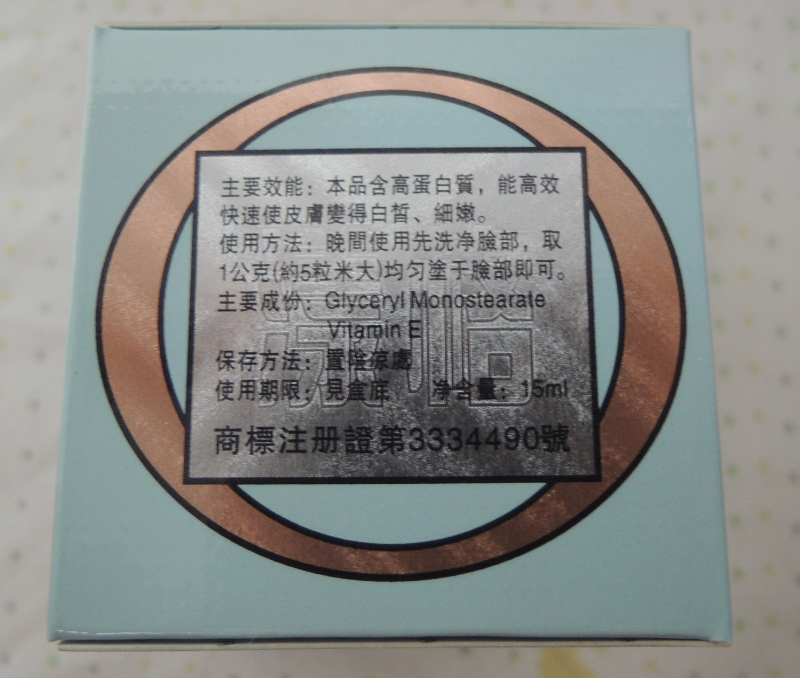 主要效能：本品含高蛋白質，能高效
快速使皮膚變得白皙、細嫩。
使用方法：晚間使用先洗净臉部，取
1公克(約5粒米大)均匀塗于臉部即可。
主要成份：Glyceryl Monostearate
Vitamin E
保存方法：置陰凉處
使用期限：見盒底 净含量：15ml
商標注册證第3334490號